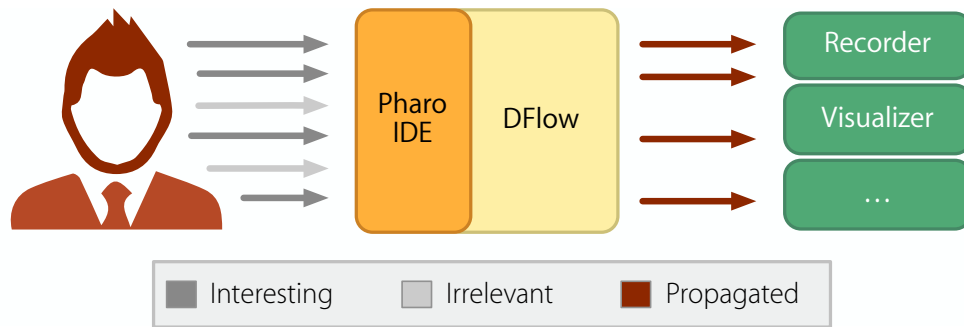 Pharo
IDE
DFlow
Recorder
Visualizer
...
Interesting
Irrelevant
Propagated